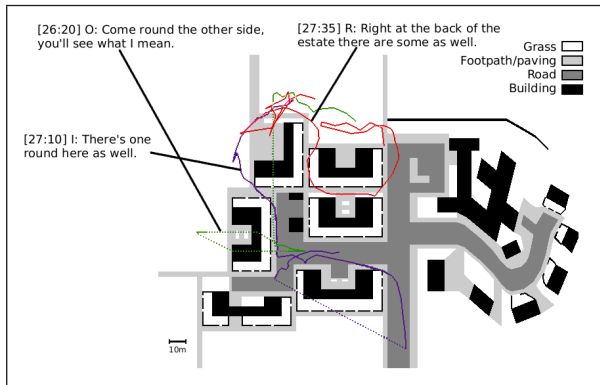 [26:20] O: Come round the other side,
you'll see what I mean.
[27:35] R: Right at the back of the
estate there are some as well.
Grass
Footpath/paving
Road
Building
[27:10] I: There's one
round here as well.
10m